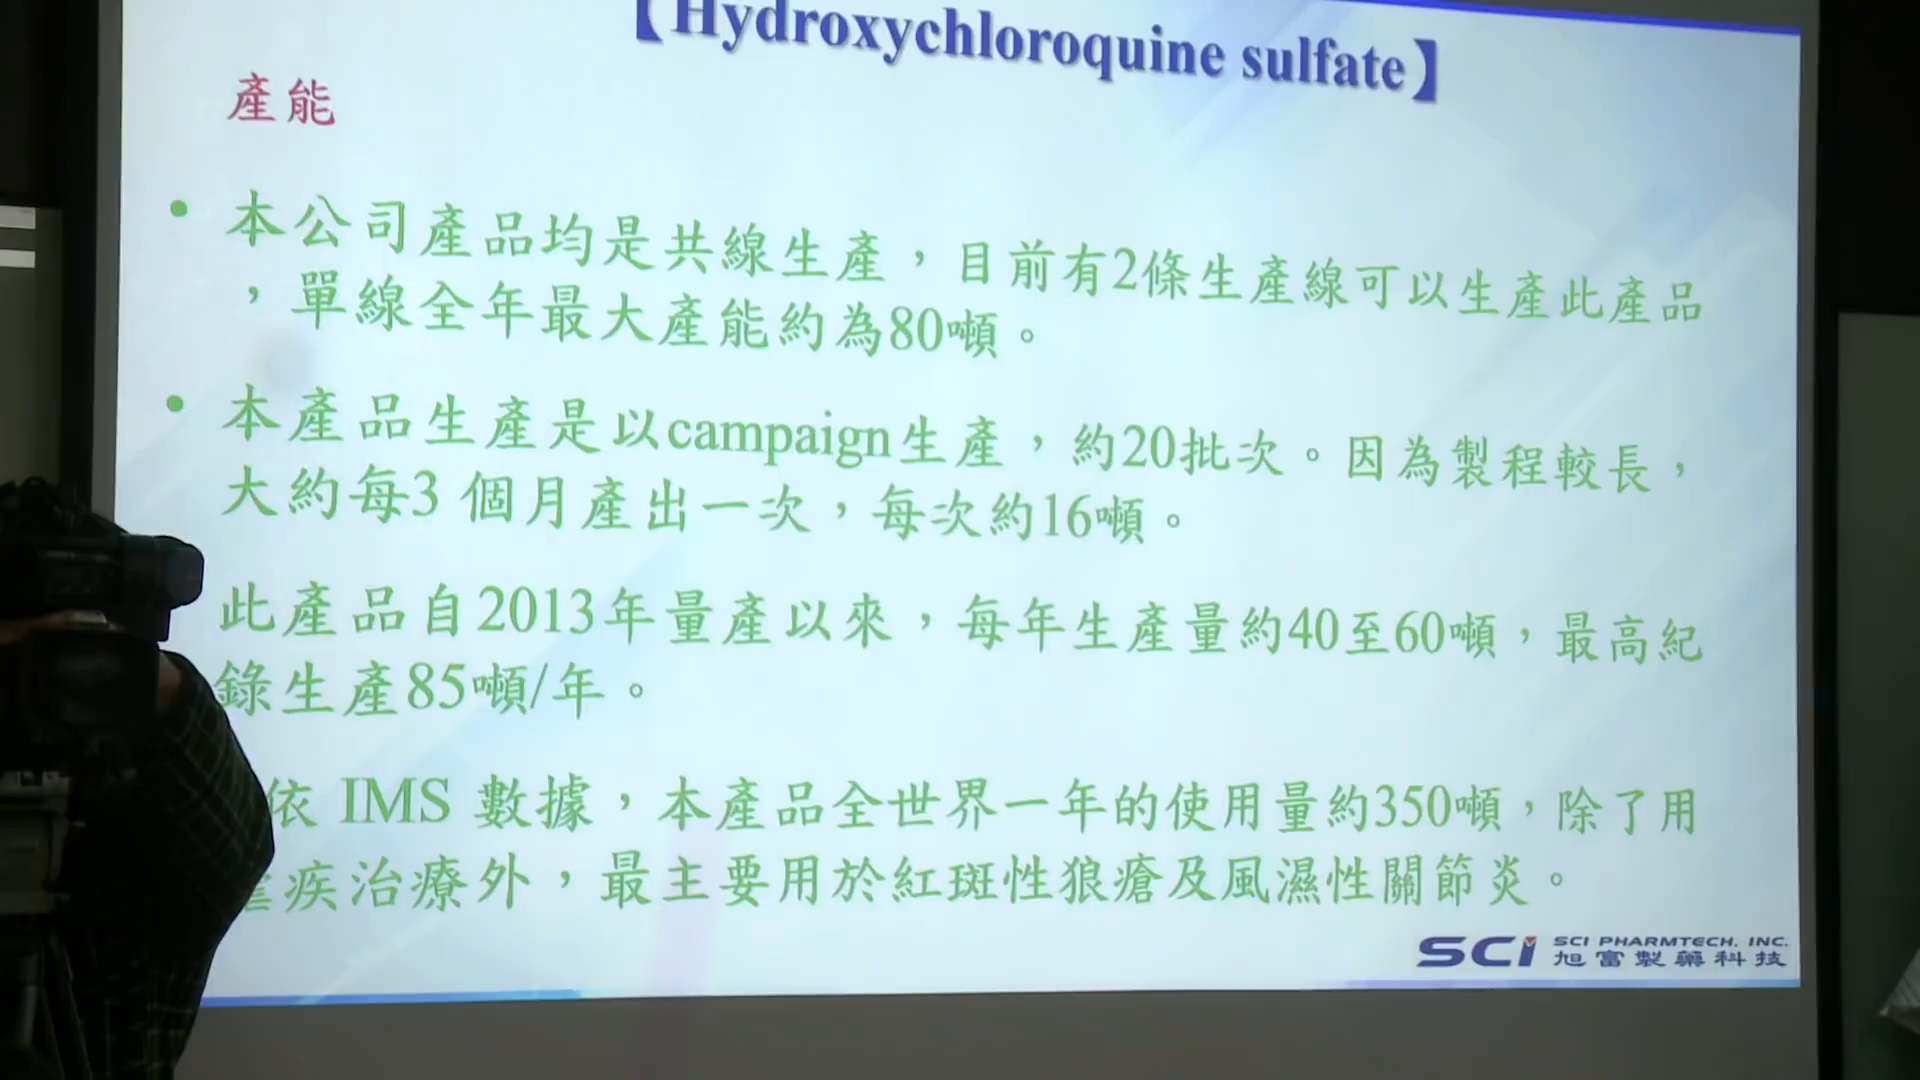 【Hydroxychloroquine sulfate】
產能
• 本公司產品均是共線生產，目前有2條生產線可以生產此產品
，單線全年最大產能約為80噸。
• 本產品生產是以campaign生產，約20批次。因為製程較長，
大約每3 個月產出一次，每次約16噸。
此產品自2013年量產以來，每年生產量約40至60噸，最高紀
錄生產85噸/年。
依 IMS 數據，本產品全世界一年的使用量約350噸，除了用
瘧疾治療外，最主要用於紅斑性狼瘡及風濕性關節炎。
SCI SCI PHARMTECH, INC.
旭富製藥科技